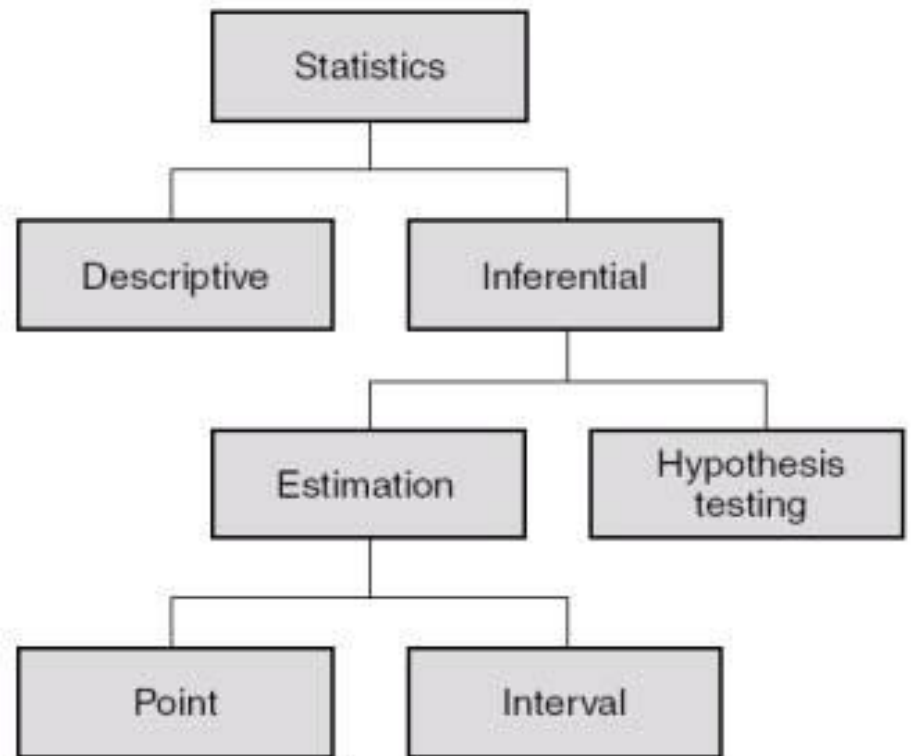 Statistics
Descriptive
Inferential
Estimation
Hypothesis
testing
Point
Interval